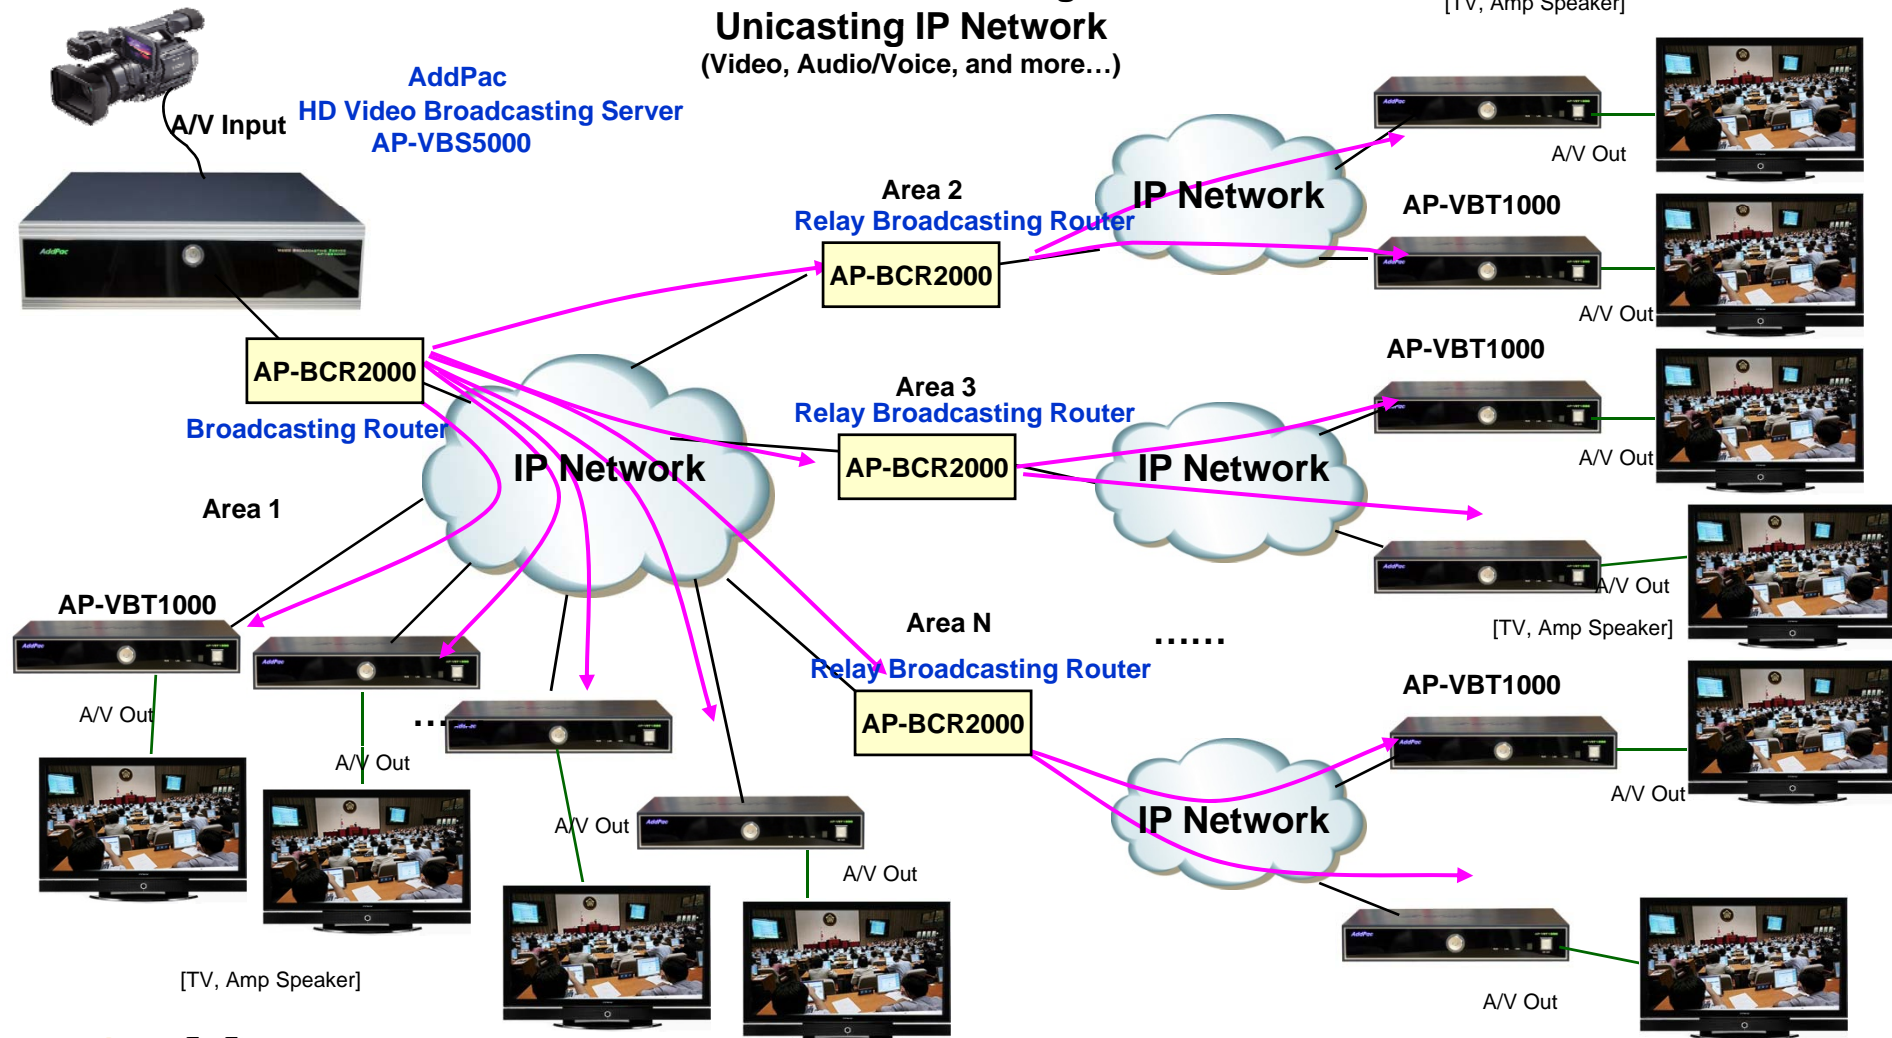 [TV, Amp Speaker]
Unicasting IP Network
(Video, Audio/Voice, and more…)
AddPac
HD Video Broadcasting Server
AP-VBS5000
A/V Input
AddPac
A/V Out
Area 2
Relay Broadcasting Router
AP-BCR2000
IP Network
AP-VBT1000
A/V Out
AP-BCR2000
Broadcasting Router
Area 3
Relay Broadcasting Router
AP-BCR2000
IP Network
AP-VBT1000
A/V Out
IP Network
Area 1
A/V Out
[TV, Amp Speaker]
AP-VBT1000
Area N
……
Relay Broadcasting Router
AP-BCR2000
AP-VBT1000
A/V Out
IP Network
A/V Out
A/V Out
…
A/V Out
A/V Out
A/V Out
[TV, Amp Speaker]